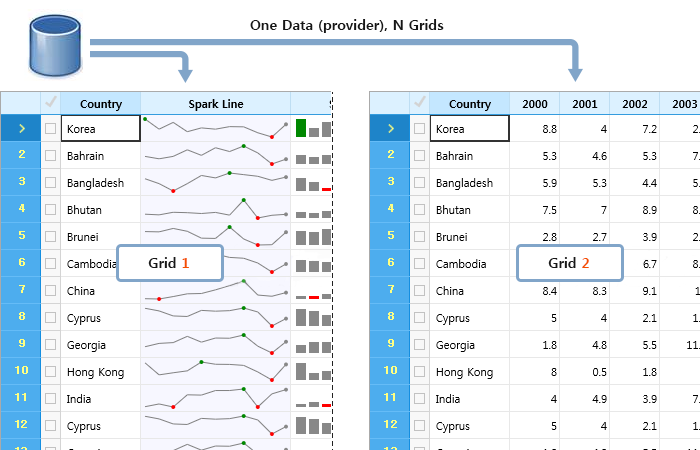 One Data (provider), N Grids
Country Spark Line
Korea
2 Bahrain
3 Bangladesh
4 Bhutan
5 Brunei
6 Cambodia
7 China
8 Cyprus
9 Georgia
10 Hong Kong
11 India
12 Cyprus
Grid 1
Country 2000 2001 2002 2003
Korea 8.8 4 7.2 2.
2 Bahrain 5.3 4.6 5.3 7.
3 Bangladesh 5.9 5.3 4.4 5.
4 Bhutan 7.5 7 8.9 8.
5 Brunei 2.8 2.7 3.9 2.
6 Cambodia 6.7 8.
7 China 8.4 8.3 9.1 1
8 Cyprus 5 4 2.1 1.
9 Georgia 1.8 4.8 5.5 11.
10 Hong Kong 8 0.5 1.8
11 India 4 4.9 3.9 7.
12 Cyprus 5 4 2.1 1.
Grid 2